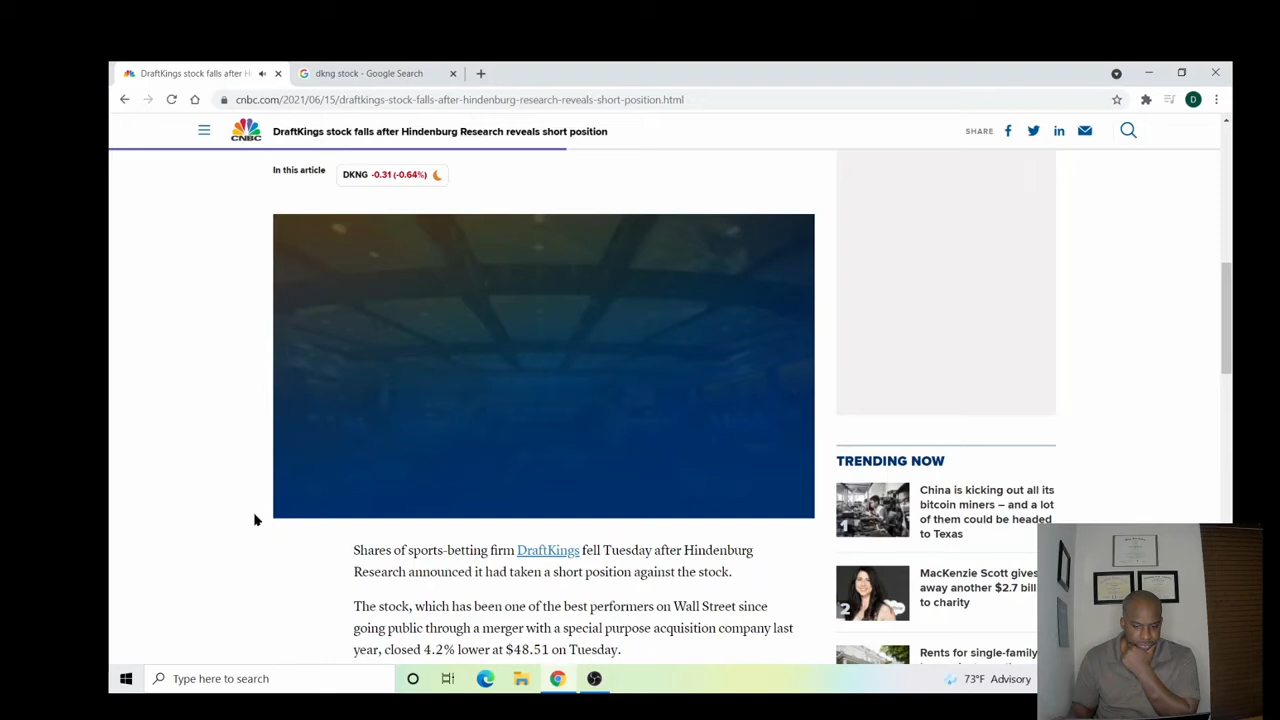 DraftKings stock falls after H
dkng stock - Google Search
cnbc.com/2021/06/15/draftkings-stock-falls-after-hindenburg-research-reveals-short-position.html
CNBC
DraftKings stock falls after Hindenburg Research reveals short position
SHARE
D
In this article
DKNG -0.31 (-0.64%)
TRENDING NOW
1
China is kicking out all its
bitcoin miners – and a lot
of them could be headed
to Texas
Shares of sports-betting firm DraftKings fell Tuesday after Hindenburg
Research announced it had taken a short position against the stock.
2
MacKenzie Scott gives
away another $2.7 bill
to charity
The stock, which has been one of the best performers on Wall Street since
going public through a merger with a special purpose acquisition company last
year, closed 4.2% lower at $48.51 on Tuesday.
Rents for single-family
Type here to search
73°F Advisory